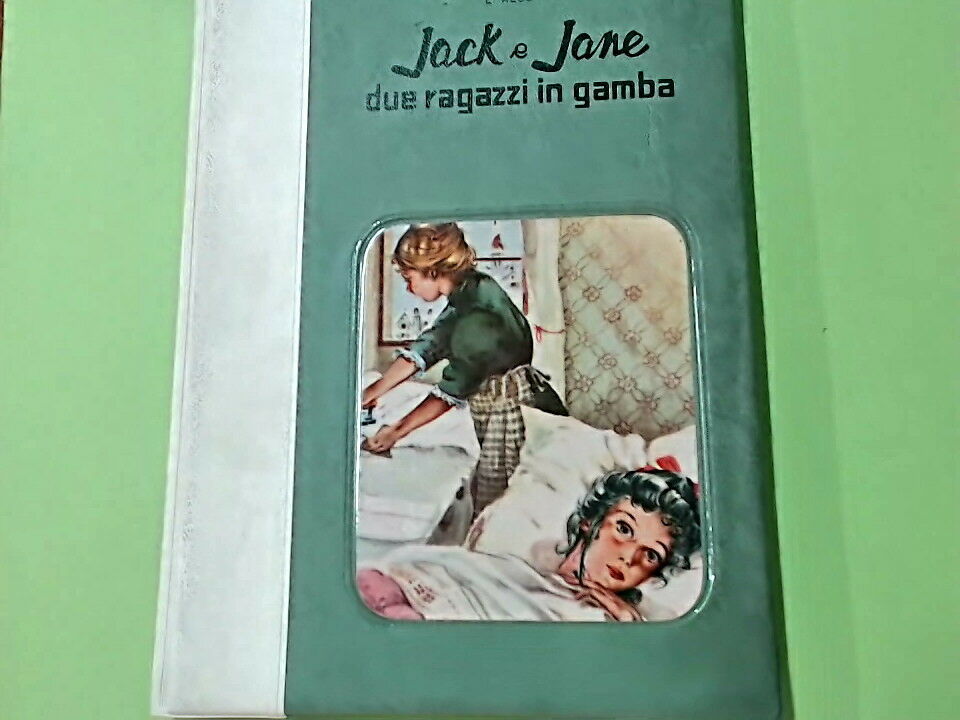 Jack e Jane
due ragazzi in gamba